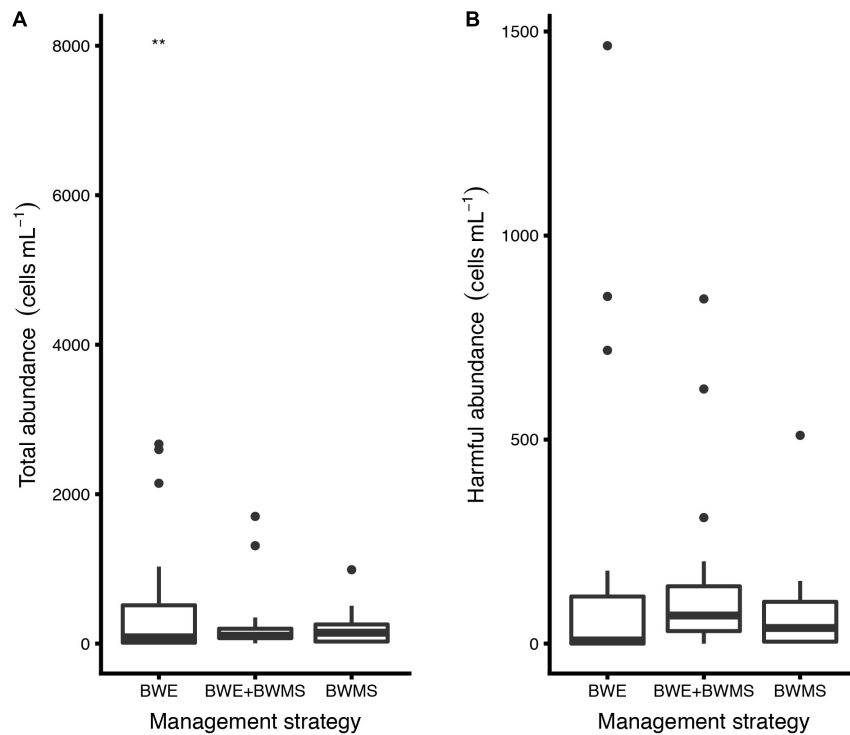 A
Total abundance (cells mL⁻¹)
8000
6000
4000
2000
0
**
BWE
BWE+BWMS
BWMS
Management strategy
B
Harmful abundance (cells mL⁻¹)
1500
1000
500
0
BWE
BWE+BWMS
BWMS
Management strategy